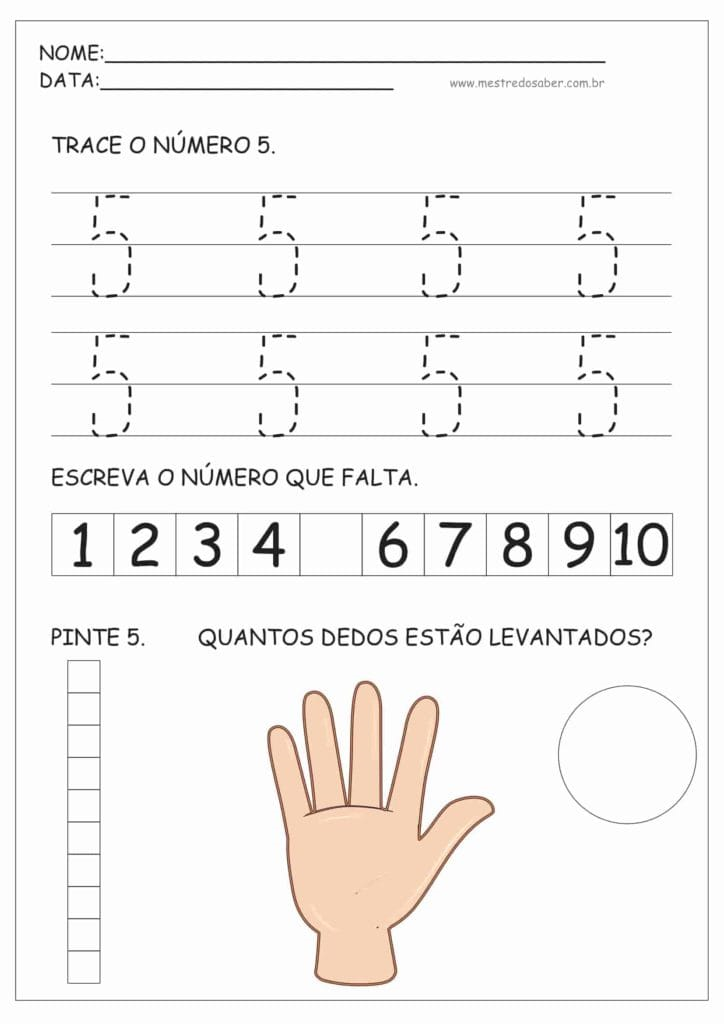 NOME:
DATA:
www.mestredosaber.com.br
TRACE O NÚMERO 5.
5 5 5 5
5 5 5 5
ESCREVA O NÚMERO QUE FALTA.
1 2 3 4 6 7 8 9 10
PINTE 5. QUANTOS DEDOS ESTÃO LEVANTADOS?